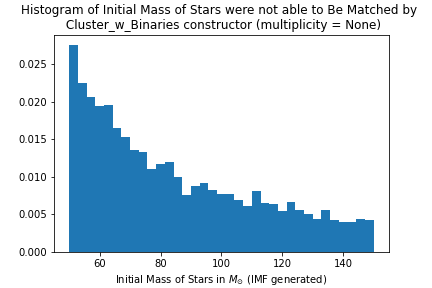 Histogram of Initial Mass of Stars were not able to Be Matched by
Cluster_w_Binaries constructor (multiplicity = None)
0.025
0.020
0.015
0.010
0.005
0.000
60 80 100 120 140
Initial Mass of Stars in M⊙ (IMF generated)